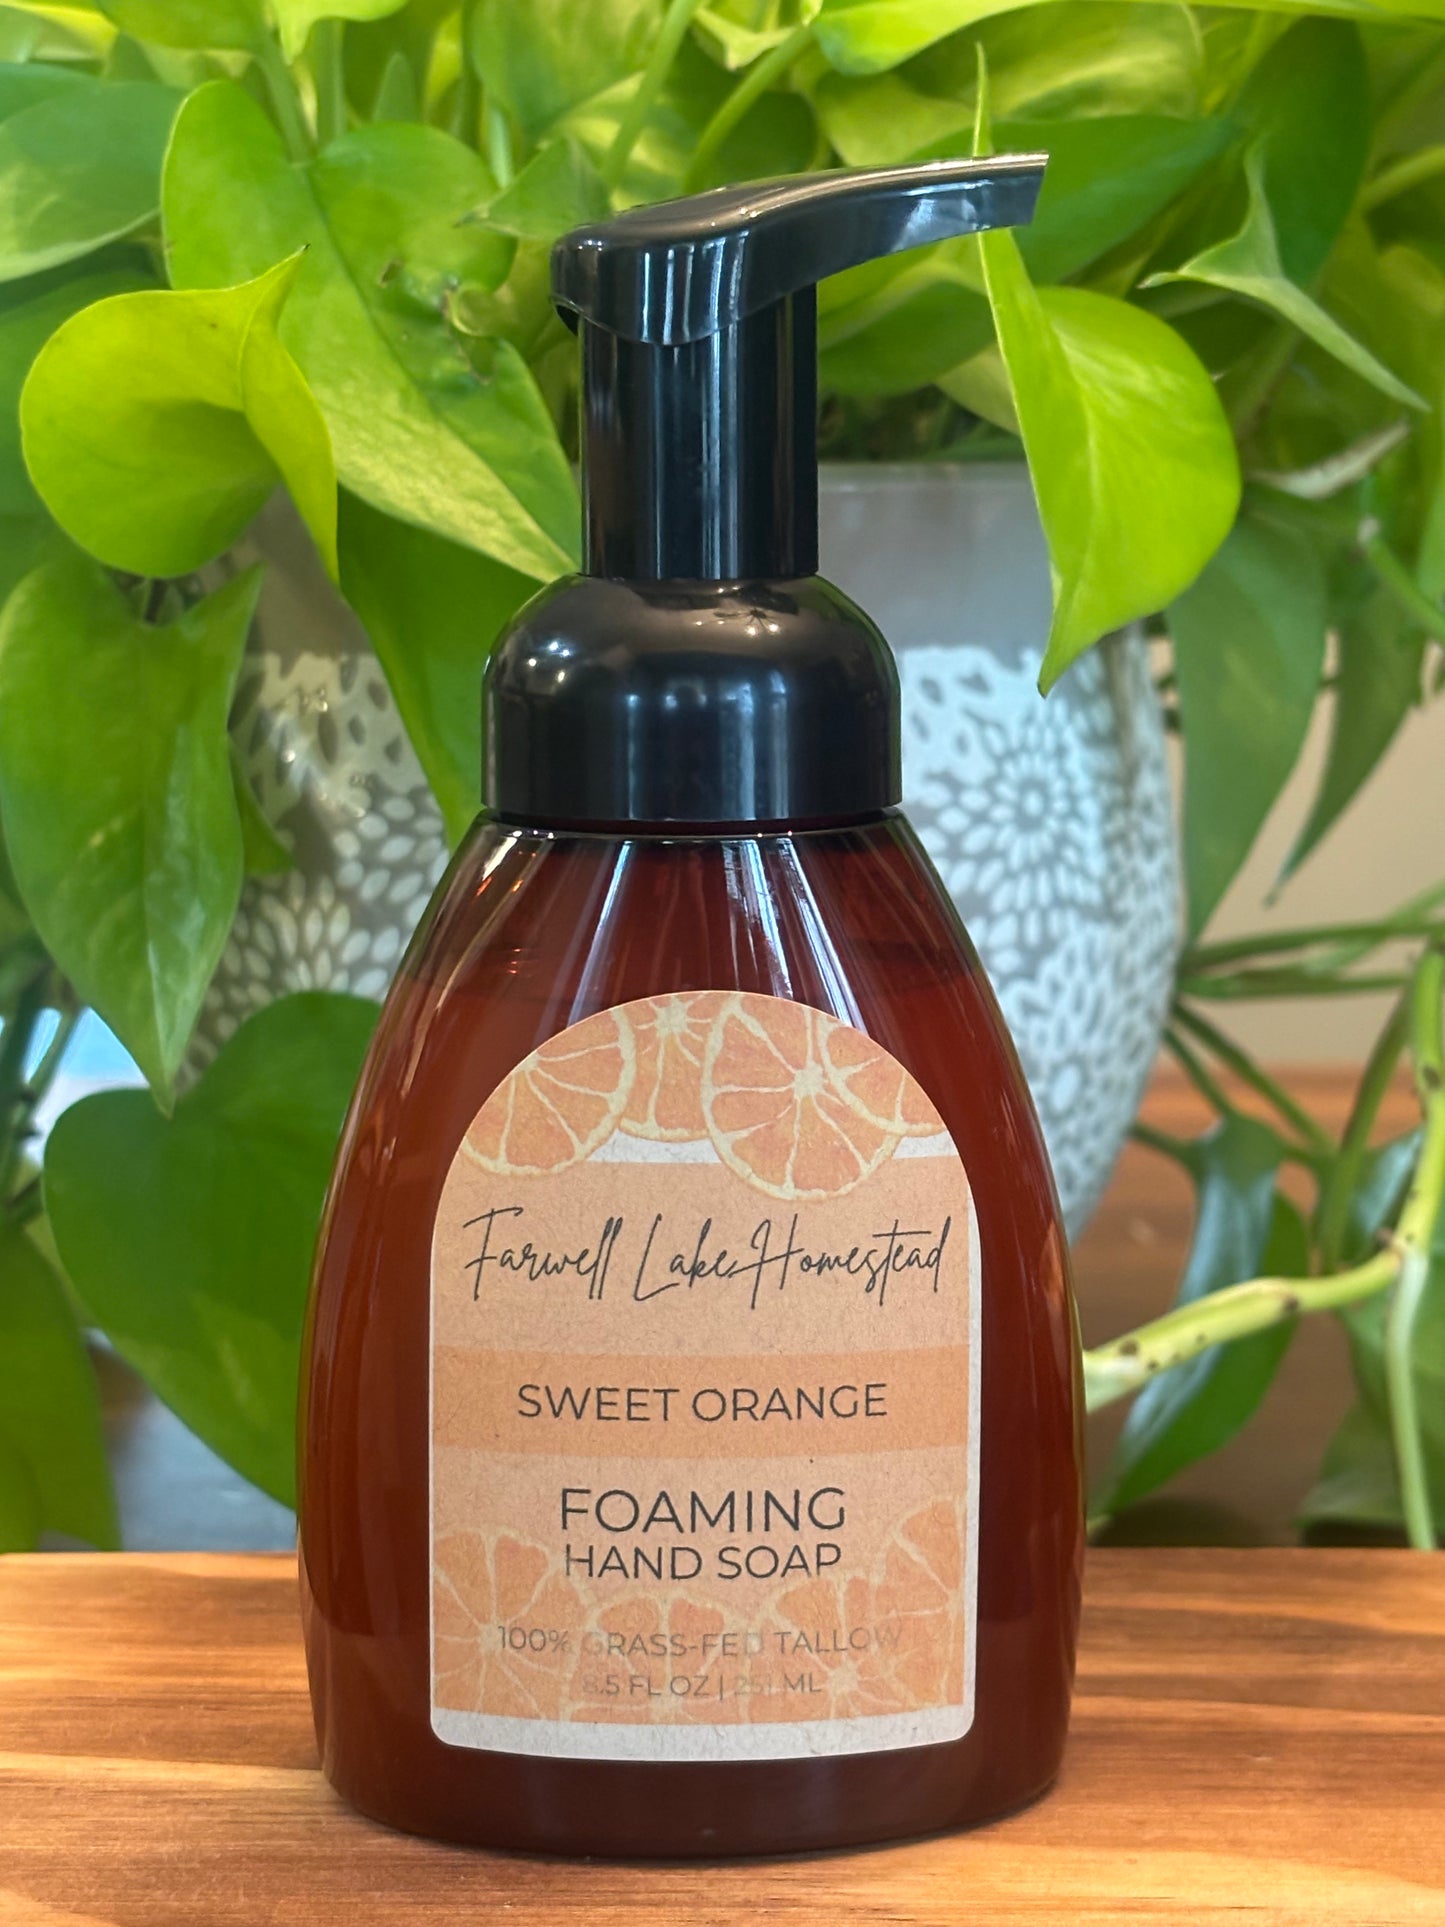 Farwell Lake Homestead
SWEET ORANGE
FOAMING
HAND SOAP
100% GRASS-FED TALLOW
8.5 FL OZ | 251 ML